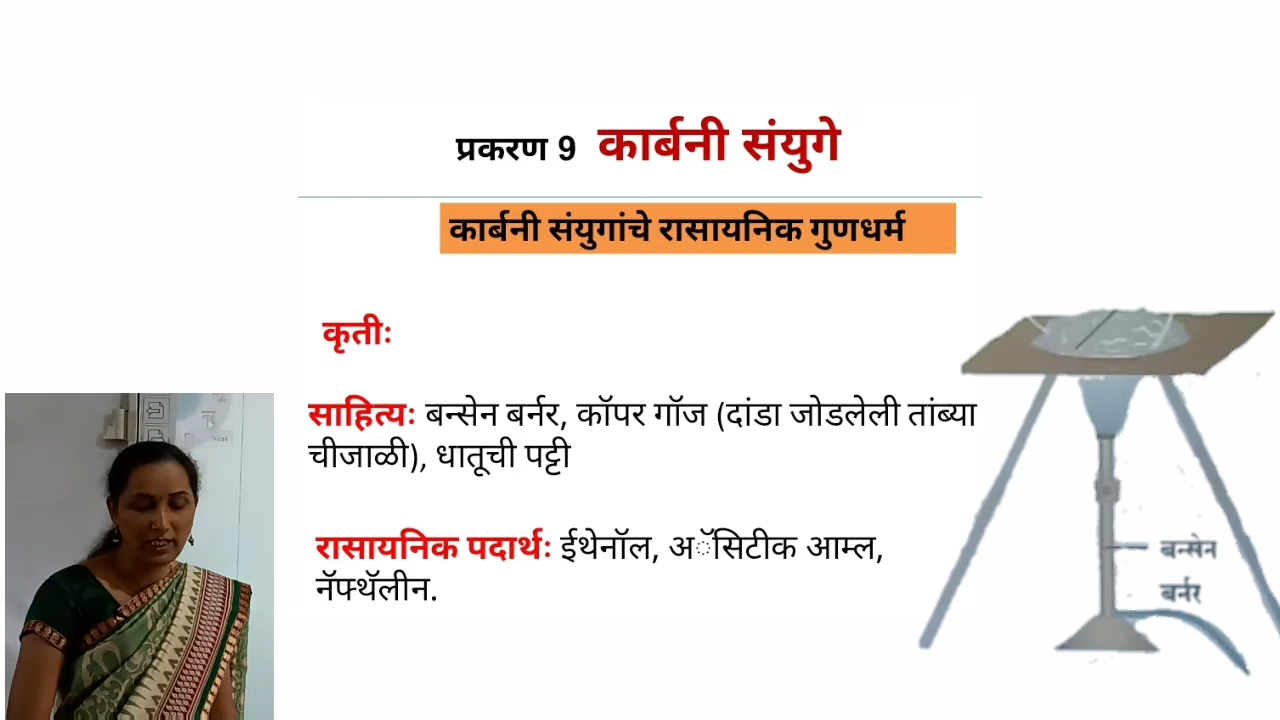 प्रकरण 9 कार्बनी संयुगे
कार्बनी संयुगांचे रासायनिक गुणधर्म
कृतीः
साहित्यः बन्सेन बर्नर, कॉपर गॉज (दांडा जोडलेली तांब्या
चीजाळी), धातूची पट्टी
रासायनिक पदार्थः ईथेनॉल, अॅसिटीक आम्ल,
नॅफ्थॅलीन.
बन्सेन
बर्नर